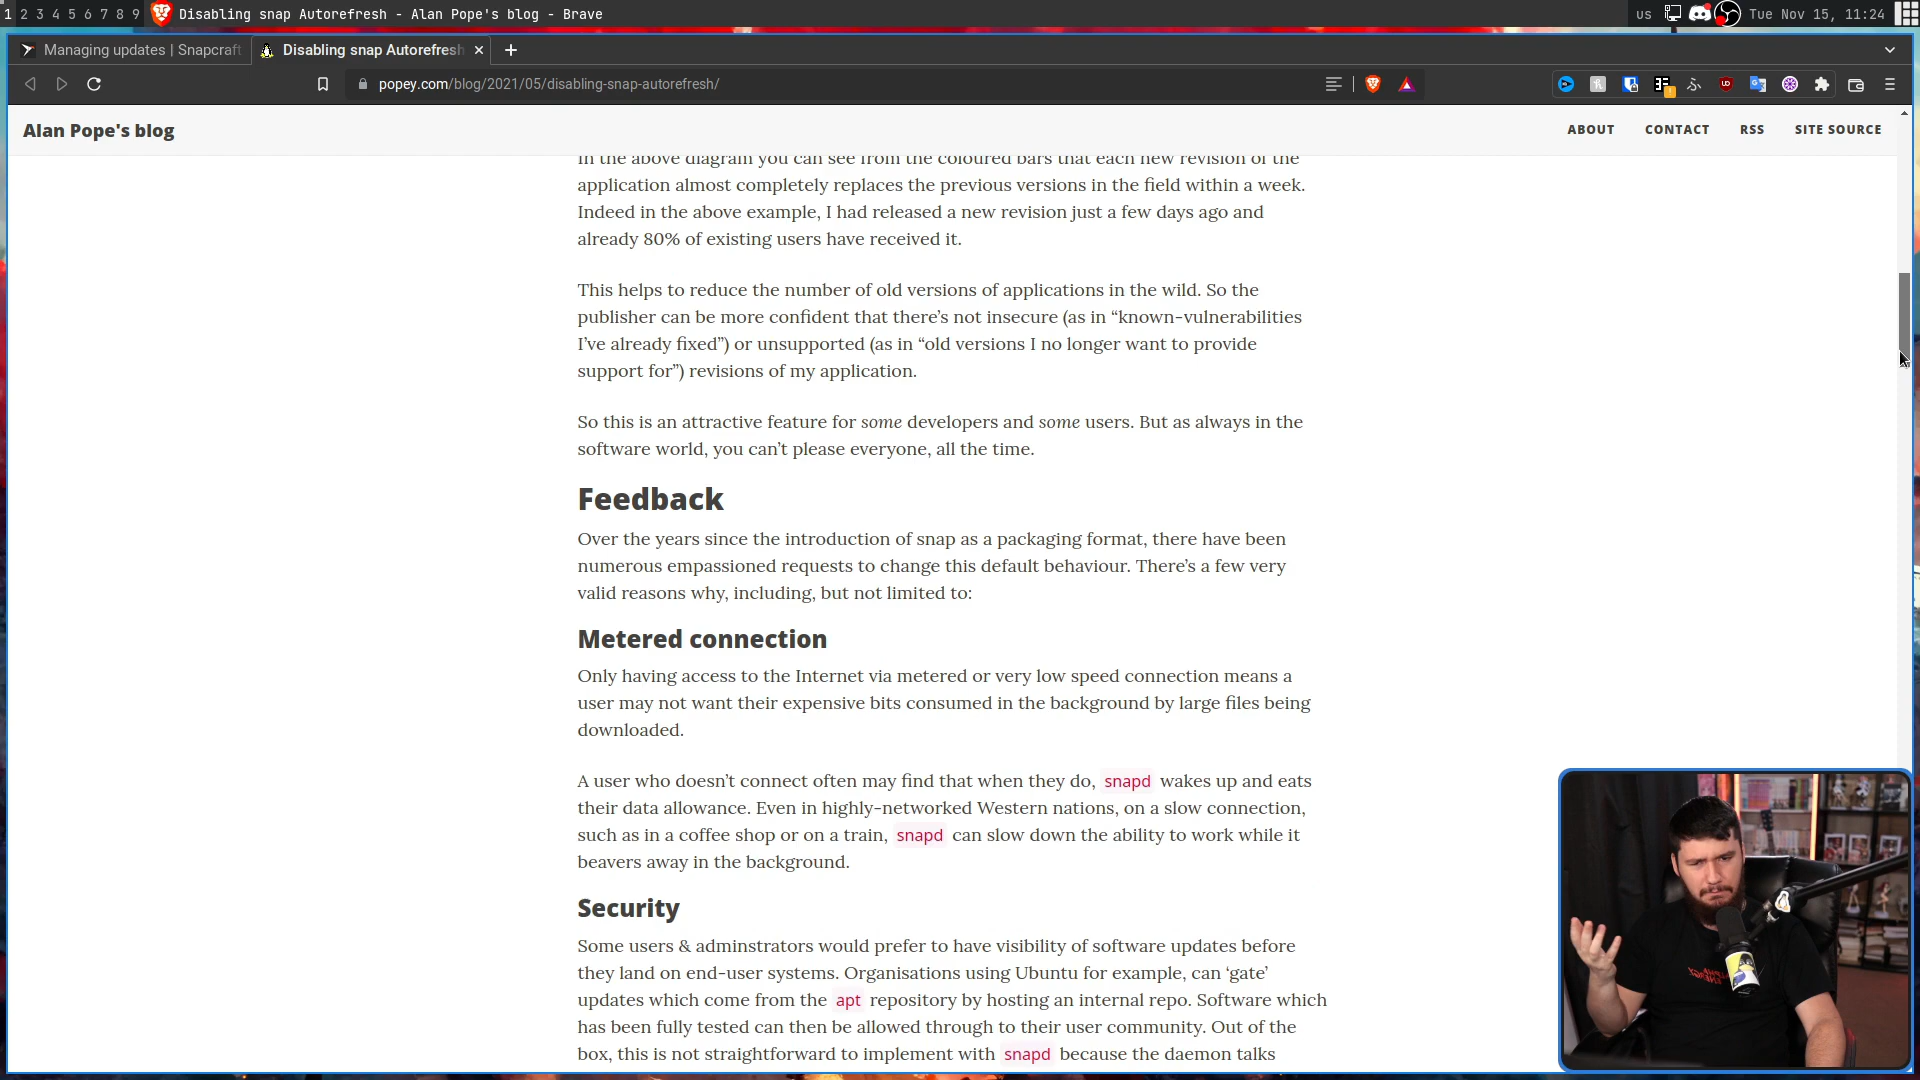 1 2 3 4 5 6 7 8 9 Disabling snap Autorefresh - Alan Pope's blog - Brave us Tue Nov 15, 11:24
Managing updates | Snapcraft Disabling snap Autorefresh
popey.com/blog/2021/05/disabling-snap-autorefresh/
Alan Pope's blog ABOUT CONTACT RSS SITE SOURCE
In the above diagram you can see from the coloured bars that each new revision of the
application almost completely replaces the previous versions in the field within a week.
Indeed in the above example, I had released a new revision just a few days ago and
already 80% of existing users have received it.
This helps to reduce the number of old versions of applications in the wild. So the
publisher can be more confident that there’s not insecure (as in “known-vulnerabilities
I’ve already fixed”) or unsupported (as in “old versions I no longer want to provide
support for”) revisions of my application.
So this is an attractive feature for some developers and some users. But as always in the
software world, you can’t please everyone, all the time.
Feedback
Over the years since the introduction of snap as a packaging format, there have been
numerous empassioned requests to change this default behaviour. There’s a few very
valid reasons why, including, but not limited to:
Metered connection
Only having access to the Internet via metered or very low speed connection means a
user may not want their expensive bits consumed in the background by large files being
downloaded.
A user who doesn’t connect often may find that when they do, snapd wakes up and eats
their data allowance. Even in highly-networked Western nations, on a slow connection,
such as in a coffee shop or on a train, snapd can slow down the ability to work while it
beavers away in the background.
Security
Some users & adminstrators would prefer to have visibility of software updates before
they land on end-user systems. Organisations using Ubuntu for example, can ‘gate’
updates which come from the apt repository by hosting an internal repo. Software which
has been fully tested can then be allowed through to their user community. Out of the
box, this is not straightforward to implement with snapd because the daemon talks